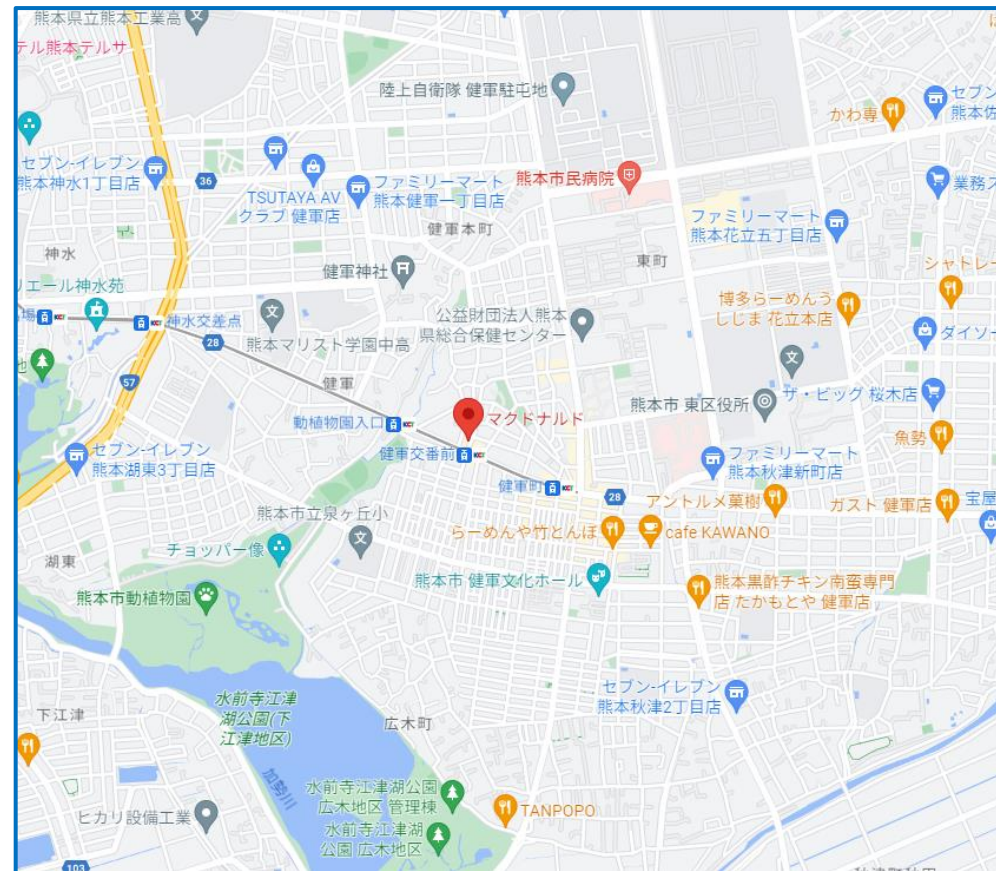 熊本県立熊本工業高
テル熊本テルサ
陸上自衛隊 健軍駐屯地
かわ専
セブン
熊本佐
セブン-イレブン
熊本神水1丁目店
36
TSUTAYA AV
クラブ 健軍店
ファミリーマート
熊本健軍一丁目店
熊本市民病院
業務ス
ファミリーマート
熊本花立五丁目店
健軍本町
神水
健軍神社
東町
シャトレー
リエール神水苑
博多らーめんう
ししま 花立本店
場
神水交差点
28
熊本マリスト学園中高
公益財団法人熊本
県総合保健センター
ダイソー
健軍
57
ザ・ビッグ 桜木店
熊本市 東区役所
動植物園入口
マクドナルド
魚勢
健軍交番前
セブン-イレブン
熊本湖東3丁目店
ファミリーマート
熊本秋津新町店
健軍町
28
アントルメ菓樹
ガスト 健軍店
宝屋
熊本市立泉ヶ丘小
らーめんや竹とんぼ
cafe KAWANO
チョッパー像
湖東
熊本市 健軍文化ホール
熊本黒酢チキン南蛮専門
店 たかもとや 健軍店
熊本市動植物園
セブン-イレブン
熊本秋津2丁目店
水前寺江津
湖公園(下
江津地区)
下江津
広木町
加勢川
水前寺江津湖公園
広木地区 管理棟
TANPOPO
ヒカリ設備工業
水前寺江津湖
公園 広木地区
103